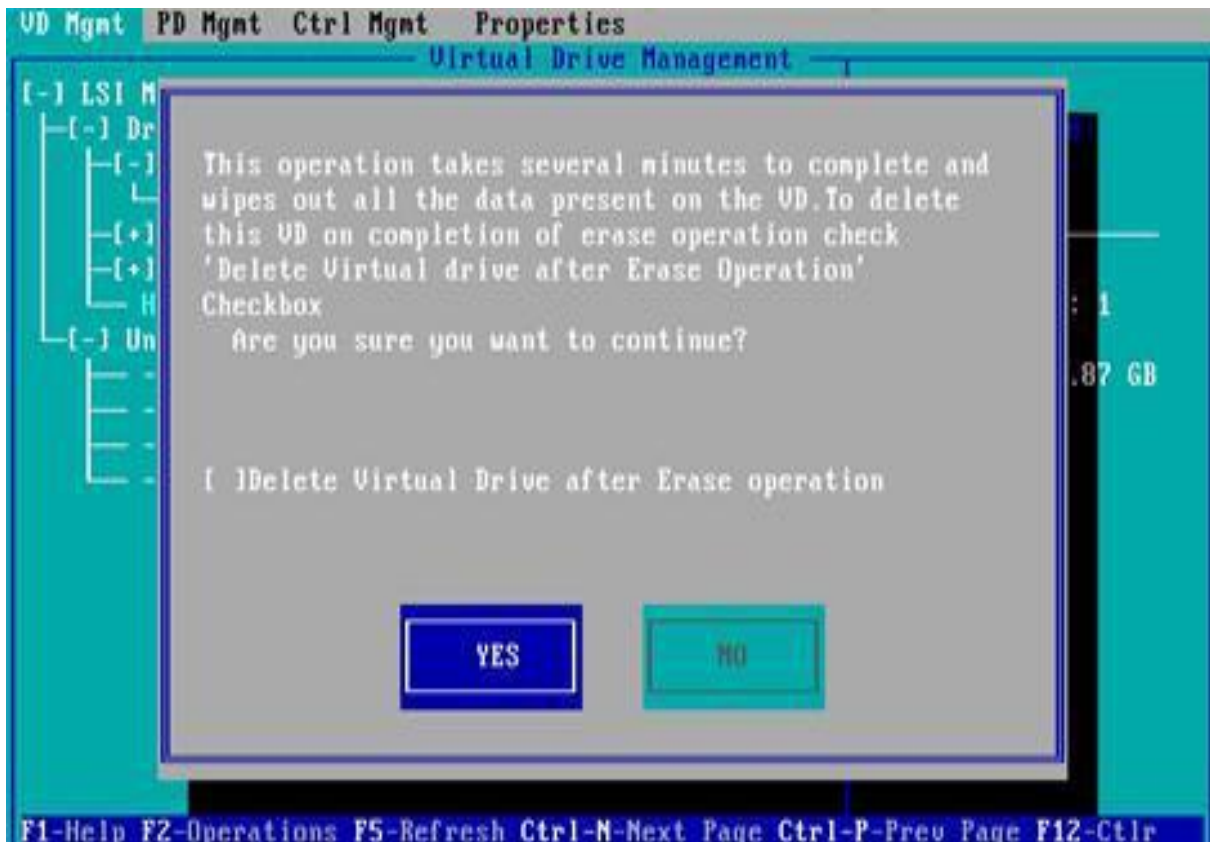 VD Mgmt PD Mgmt Ctrl Mgmt Properties
Virtual Drive Management
[-] LSI M
[-] Dr
[-]
[+]
[+]
H
[-] Un
This operation takes several minutes to complete and
wipes out all the data present on the VD.To delete
this VD on completion of erase operation check
'Delete Virtual drive after Erase Operation'
Checkbox
Are you sure you want to continue?
: 1
.87 GB
[ ]Delete Virtual Drive after Erase operation
YES
NO
F1-Help F2-Operations F5-Refresh Ctrl-N-Next Page Ctrl-P-Prev Page F12-Ctlr